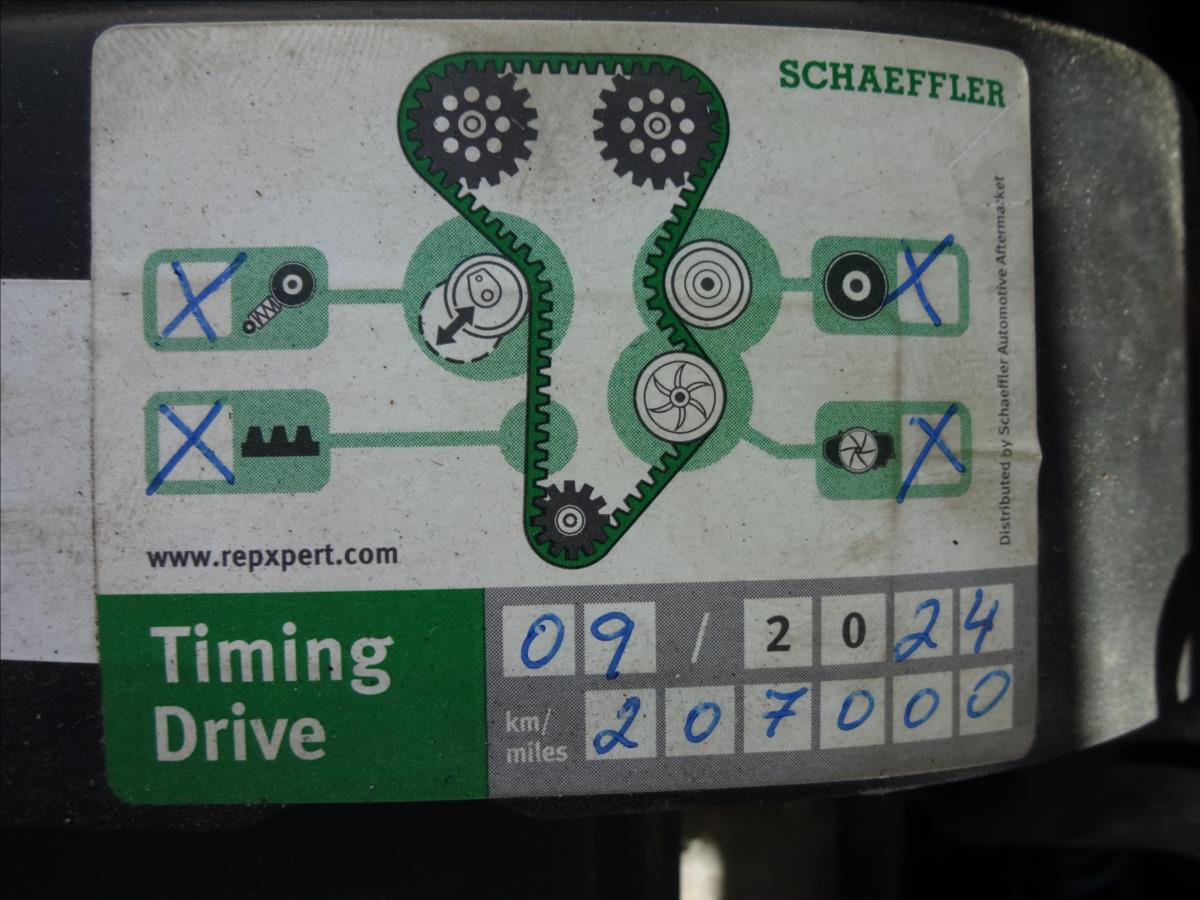 SCHAEFFLER
Distributed by Schaeffler Automotive Aftermarket
X
X
X
X
www.repxpert.com
Timing
Drive
09 / 2024
km/
miles
207000